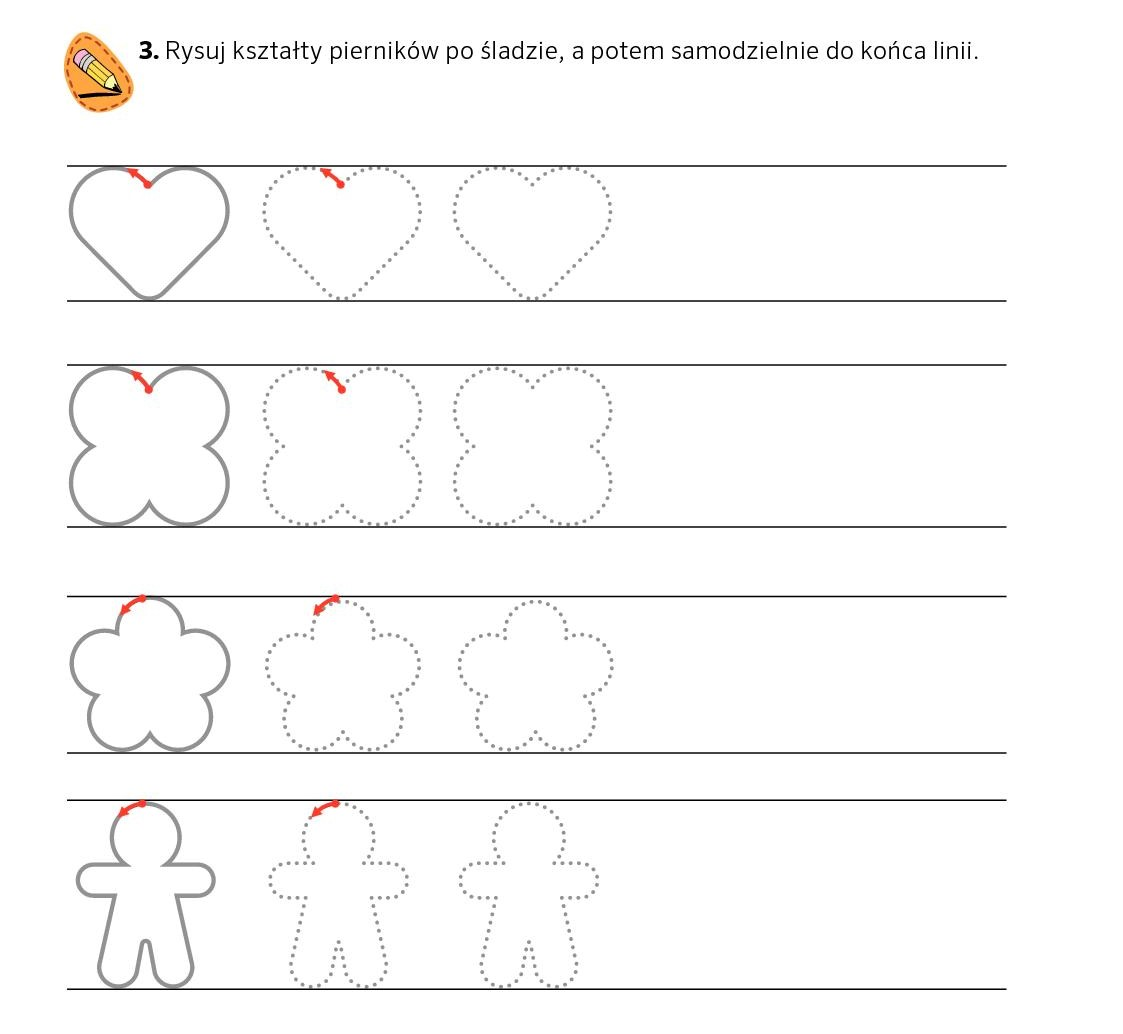 3. Rysuj kształty pierników po śladzie, a potem samodzielnie do końca linii.